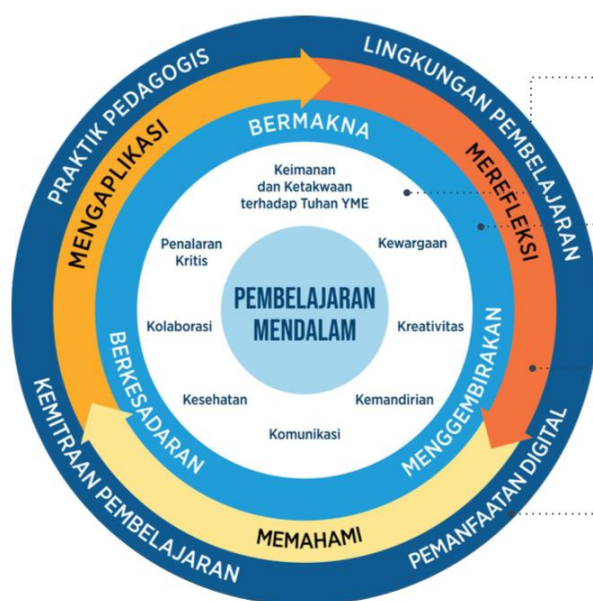 PRAKTIK PEDAGOGIS
LINGKUNGAN PEMBELAJARAN
MENGAPLIKASI
MEREFLEKSI
BERMAKNA
Keimanan
dan Ketakwaan
terhadap Tuhan YME
Penalaran
Kritis
Kewargaan
PEMBELAJARAN
MENDALAM
Kolaborasi
Kreativitas
Kesehatan
Kemandirian
Komunikasi
BERKESADARAN
MENGGEMBIRAKAN
MEMAHAMI
KEMITRAAN PEMBELAJARAN
PEMANFAATAN DIGITAL